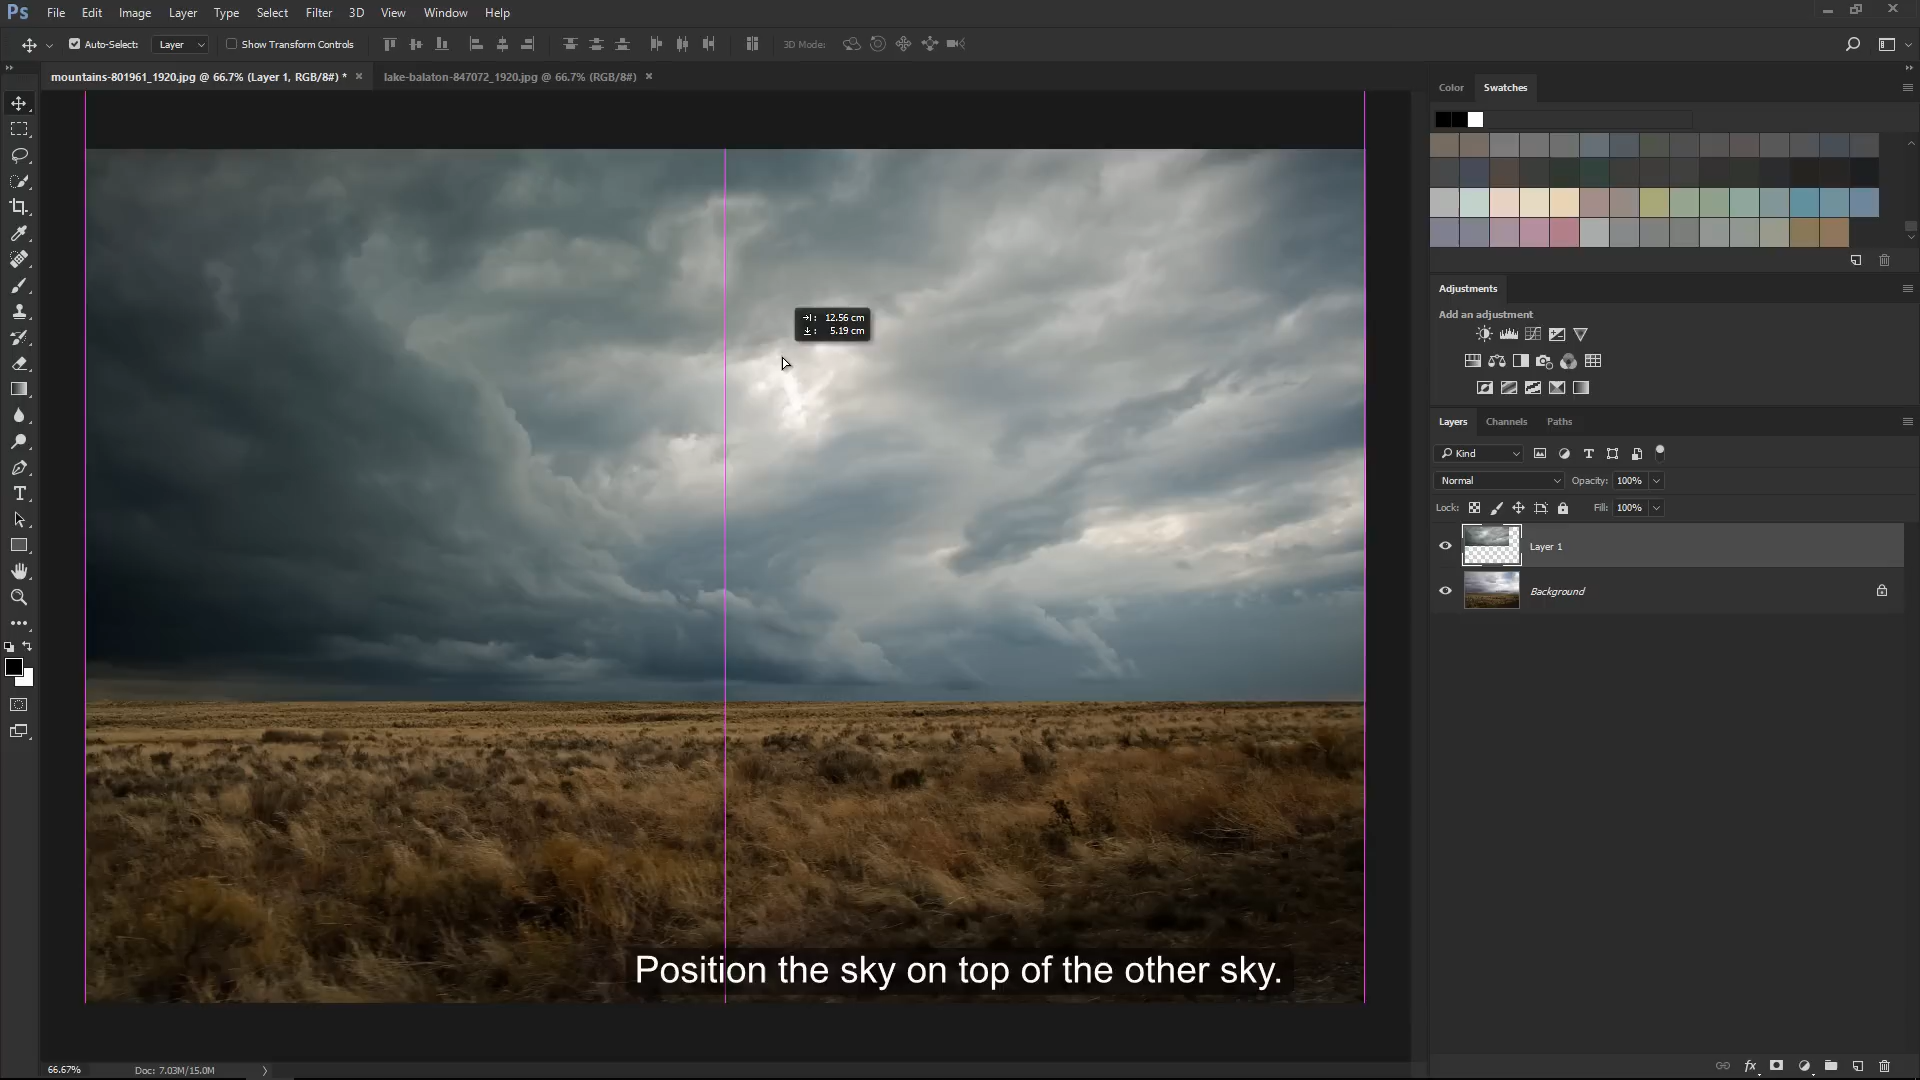 Ps File Edit Image Layer Type Select Filter 3D View Window Help
Auto-Select: Layer Show Transform Controls 3D Mode:
mountains-801961_1920.jpg @ 66.7% (Layer 1, RGB/8#) * × lake-balaton-847072_1920.jpg @ 66.7% (RGB/8#) ×
Color Swatches
Adjustments
Add an adjustment
12.56 cm
5.19 cm
Layers Channels Paths
Kind
Normal Opacity: 100%
Lock: Fill: 100%
Layer 1
Background
Position the sky on top of the other sky.
66.67% Doc: 7.03M/15.0M
fx